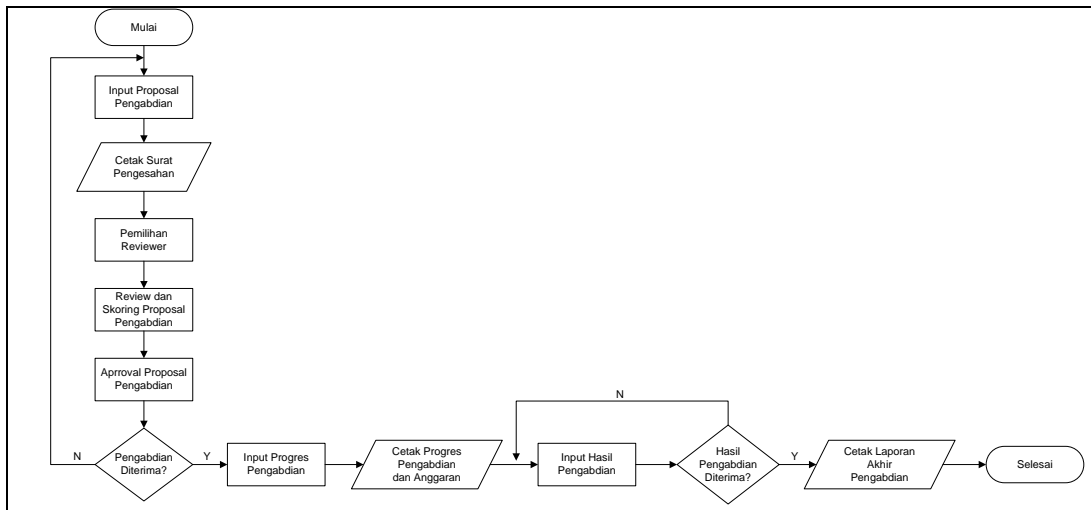 Mulai
Input Proposal
Pengabdian
Cetak Surat
Pengesahan
Pemilihan
Reviewer
Review dan
Skoring Proposal
Pengabdian
Aprroval Proposal
Pengabdian
N
Pengabdian
Diterima?
Y
Input Progres
Pengabdian
Cetak Progres
Pengabdian
dan Anggaran
N
Input Hasil
Pengabdian
Hasil
Pengabdian
Diterima?
Y
Cetak Laporan
Akhir
Pengabdian
Selesai